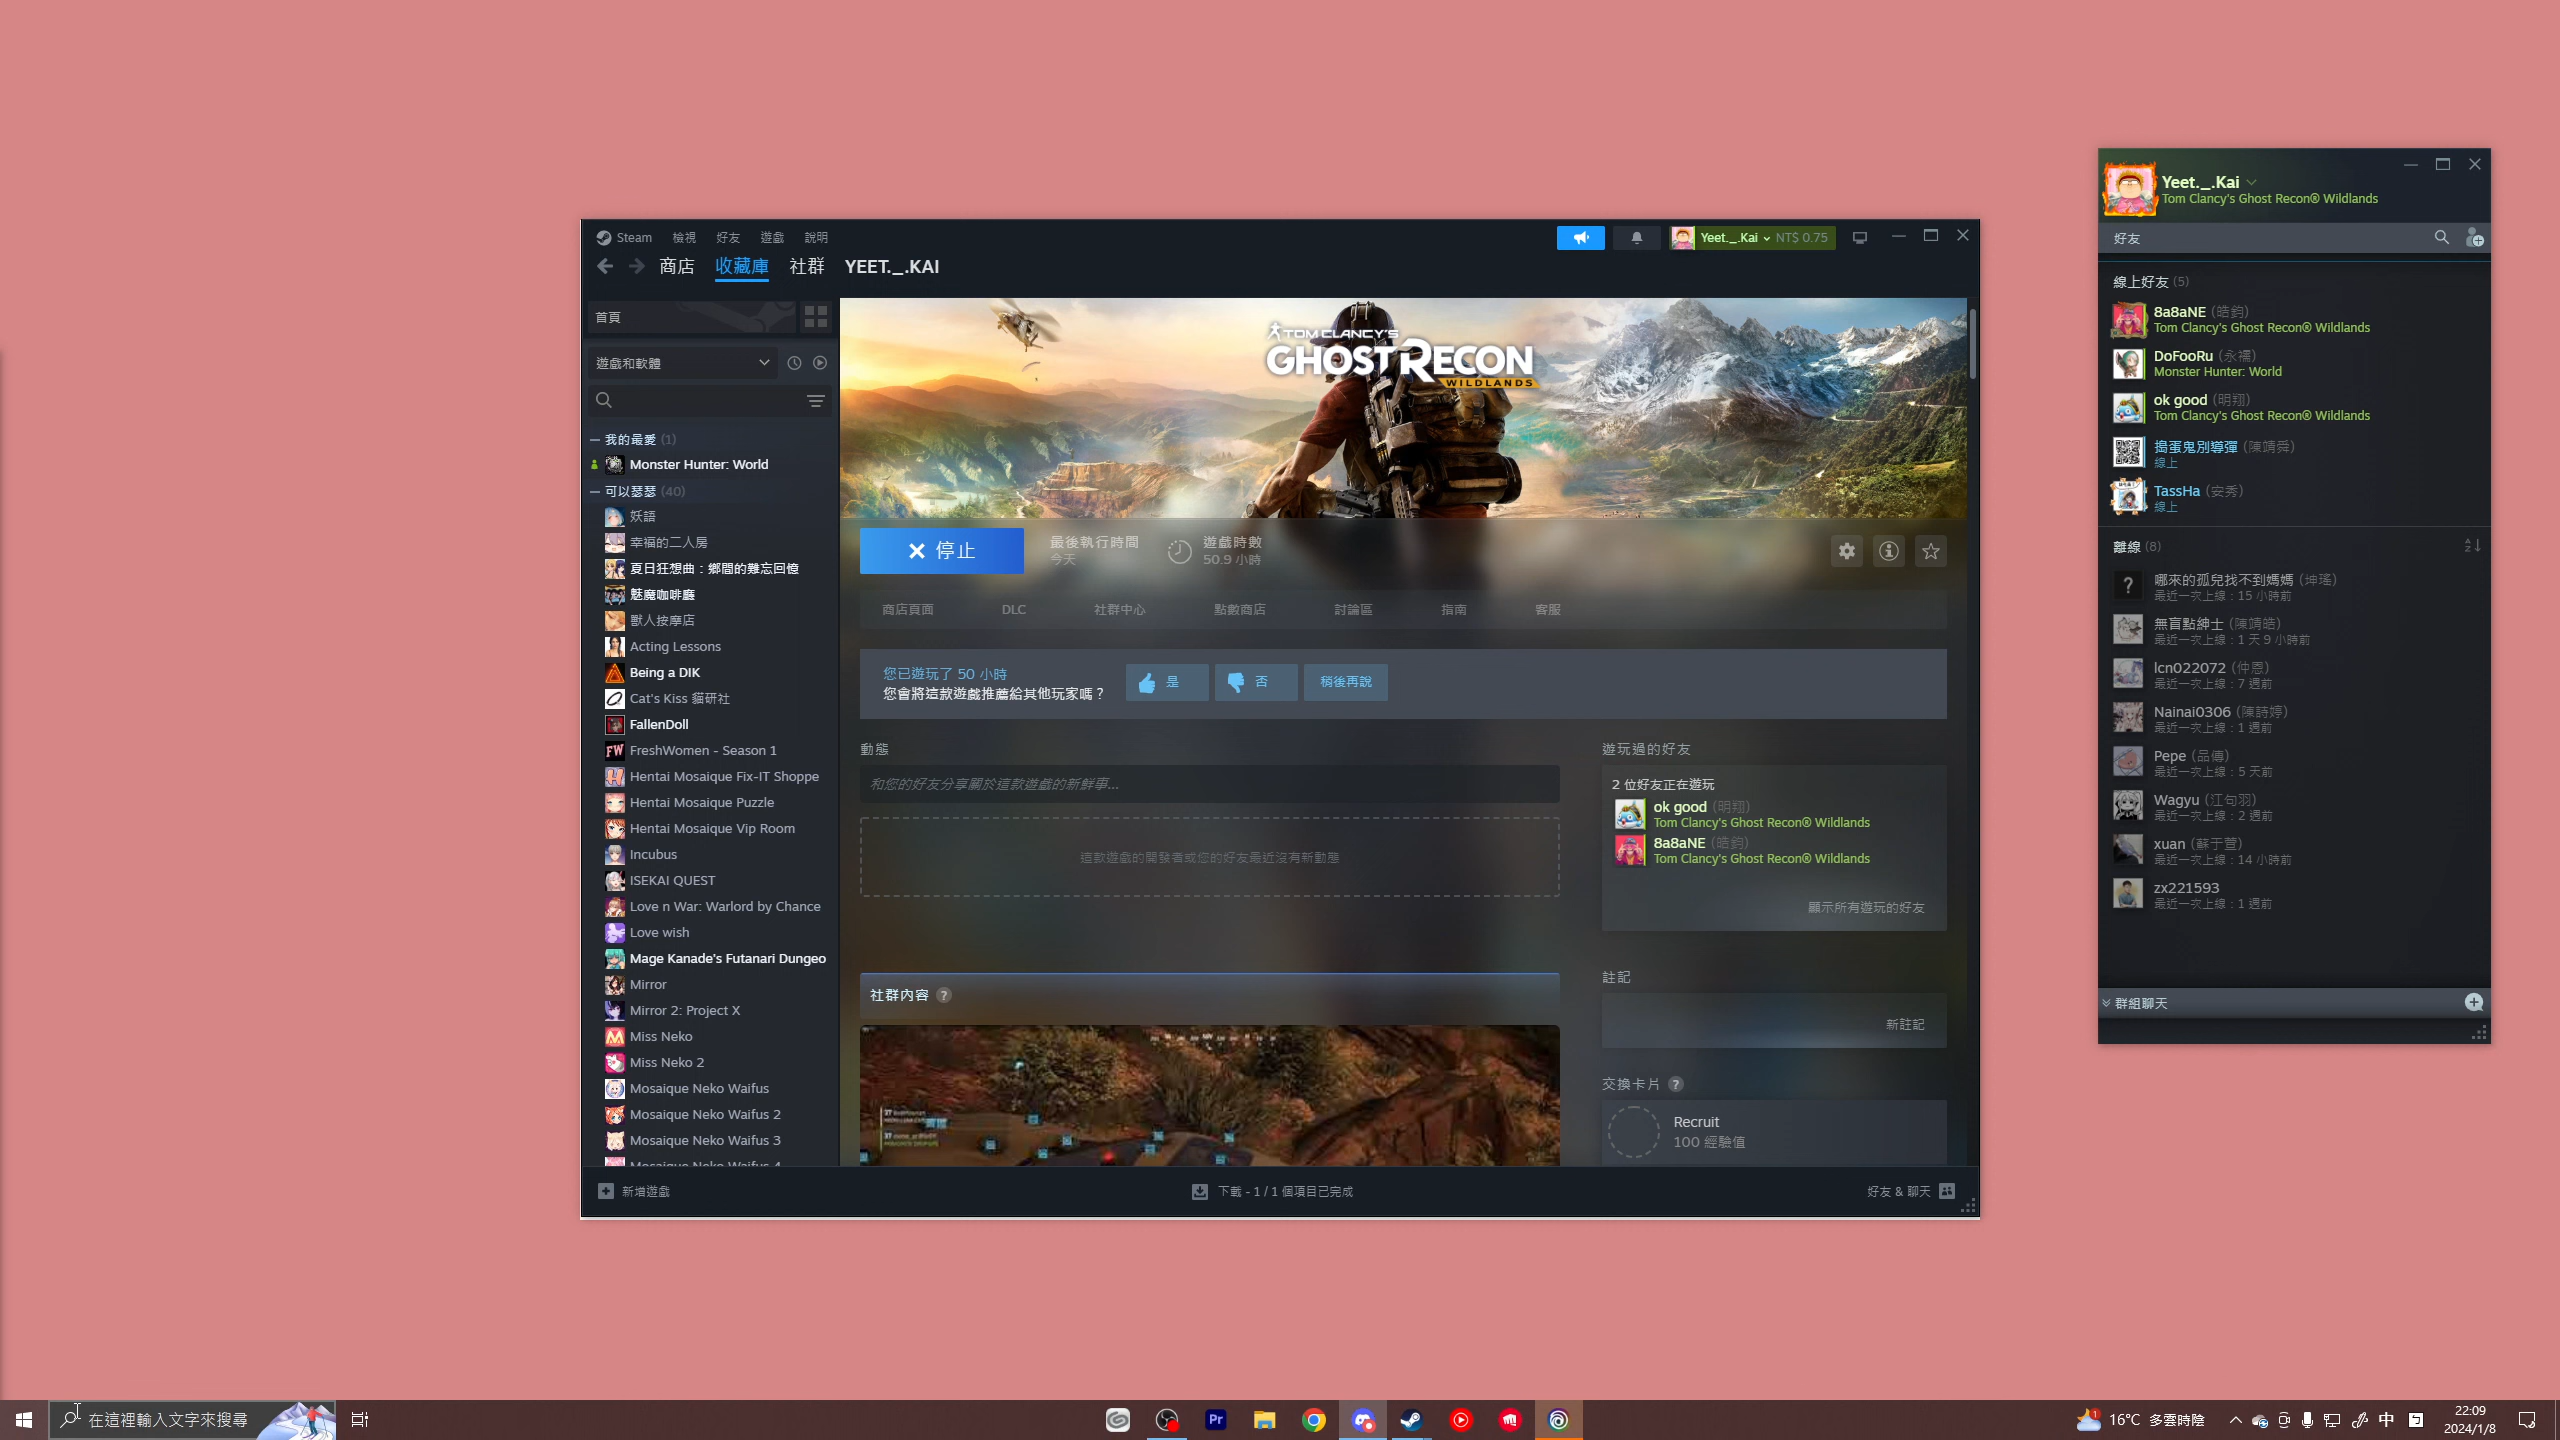 Steam 檢視 好友 遊戲 說明
Yeet._.Kai NT$ 0.75
商店 收藏庫 社群 YEET._.KAI
首頁
遊戲和軟體
我的最愛 (1)
Monster Hunter: World
可以瑟瑟 (40)
妖語
幸福的二人房
夏日狂想曲：鄉間的難忘回憶
魅魔咖啡廳
獸人按摩店
Acting Lessons
Being a DIK
Cat's Kiss 貓研社
FallenDoll
FreshWomen - Season 1
Hentai Mosaique Fix-IT Shoppe
Hentai Mosaique Puzzle
Hentai Mosaique Vip Room
Incubus
ISEKAI QUEST
Love n War: Warlord by Chance
Love wish
Mage Kanade's Futanari Dungeo
Mirror
Mirror 2: Project X
Miss Neko
Miss Neko 2
Mosaique Neko Waifus
Mosaique Neko Waifus 2
Mosaique Neko Waifus 3
Mosaique Neko Waifus 4
TOM CLANCY'S
GHOST RECON
WILDLANDS
停止
最後執行時間
今天
遊戲時數
50.9 小時
商店頁面 DLC 社群中心 點數商店 討論區 指南 客服
您已遊玩了 50 小時
您會將這款遊戲推薦給其他玩家嗎？
是 否 稍後再說
動態
和您的好友分享關於這款遊戲的新鮮事...
這款遊戲的開發者或您的好友最近沒有新動態
社群內容 ?
遊玩過的好友
2 位好友正在遊玩
ok good (明翔)
Tom Clancy's Ghost Recon® Wildlands
8a8aNE (皓鈞)
Tom Clancy's Ghost Recon® Wildlands
顯示所有遊玩的好友
註記
新註記
交換卡片 ?
Recruit
100 經驗值
新增遊戲
下載 - 1 / 1 個項目已完成
好友 & 聊天
Yeet._.Kai
Tom Clancy's Ghost Recon® Wildlands
好友
線上好友 (5)
8a8aNE (皓鈞)
Tom Clancy's Ghost Recon® Wildlands
DoFooRu (永襦)
Monster Hunter: World
ok good (明翔)
Tom Clancy's Ghost Recon® Wildlands
搗蛋鬼別導彈 (陳靖舜)
線上
TassHa (安秀)
線上
離線 (8)
哪來的孤兒找不到媽媽 (坤瑤)
最近一次上線：15 小時前
無盲點紳士 (陳靖皓)
最近一次上線：1 天 9 小時前
lcn022072 (仲恩)
最近一次上線：7 週前
Nainai0306 (陳詩婷)
最近一次上線：1 週前
Pepe (品傳)
最近一次上線：5 天前
Wagyu (江句羽)
最近一次上線：2 週前
xuan (蘇于萱)
最近一次上線：14 小時前
zx221593
最近一次上線：1 週前
群組聊天
在這裡輸入文字來搜尋
Pr
16°C 多雲時陰
中
22:09
2024/1/8